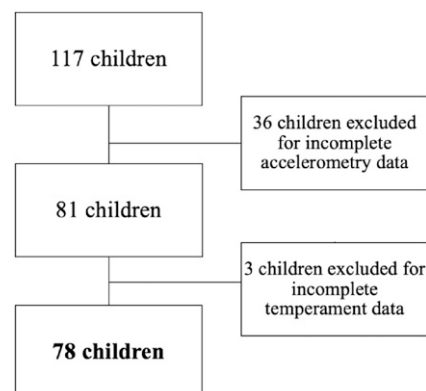 117 children
36 children excluded
for incomplete
accelerometry data
81 children
3 children excluded for
incomplete
temperament data
78 children